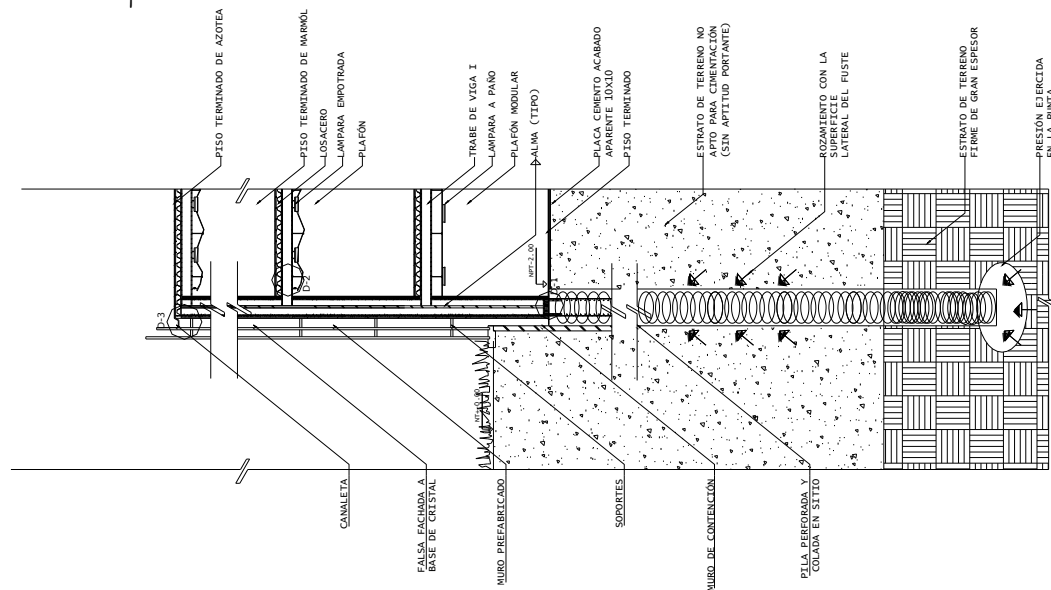 PISO TERMINADO DE AZOTEA
PISO TERMINADO DE MARMÓL
LOSACERO
LAMPARA EMPOTRADA
PLAFÓN
TRABE DE VIGA I
LAMPARA A PAÑO
PLAFÓN MODULAR
ALMA (TIPO)
PLACA CEMENTO ACABADO
APARENTE 10X10
PISO TERMINADO
ESTRATO DE TERRENO NO
APTO PARA CIMENTACIÓN
(SIN APTITUD PORTANTE)
ROZAMIENTO CON LA
SUPERFICIE
LATERAL DEL FUSTE
ESTRATO DE TERRENO
FIRME DE GRAN ESPESOR
PRESIÓN EJERCIDA
EN LA PUNTA
D-3
D-2
NPT-2.00
CANALETA
FALSA FACHADA A
BASE DE CRISTAL
MURO PREFABRICADO
SOPORTES
MURO DE CONTENCIÓN
PILA PERFORADA Y
COLADA EN SITIO